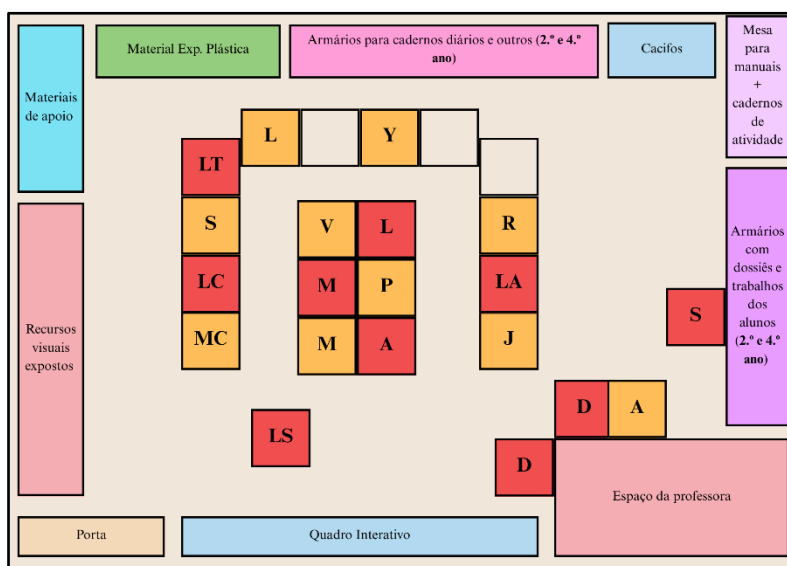 Materiais
de apoio
Material Exp. Plástica
Armários para cadernos diários e outros (2.º e 4.º
ano)
Cacifos
Mesa
para
manuais
+
cadernos
de
atividade
L
Y
LT
S
V
L
R
LC
M
P
LA
MC
M
A
J
Recursos
visuais
expostos
Armários
com
dossiês e
trabalhos
dos
alunos
(2.º e 4.º
ano)
S
D
A
LS
D
Espaço da professora
Porta
Quadro Interativo